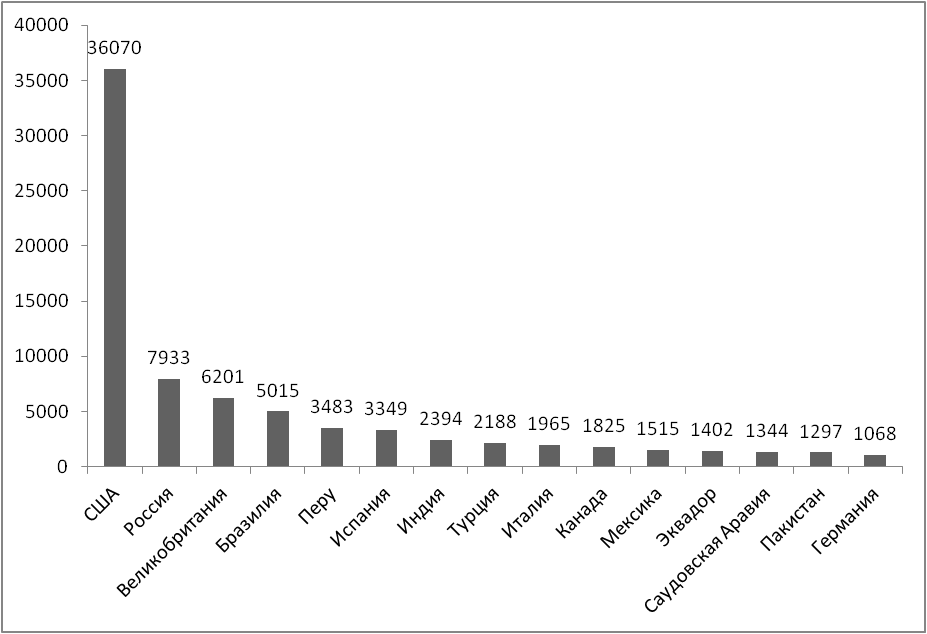 40000
35000
30000
25000
20000
15000
10000
5000
0
36070
7933
6201
5015
3483
3349
2394
2188
1965
1825
1515
1402
1344
1297
1068
США
Россия
Великобритания
Бразилия
Перу
Испания
Индия
Турция
Италия
Канада
Мексика
Эквадор
Саудовская Аравия
Пакистан
Германия